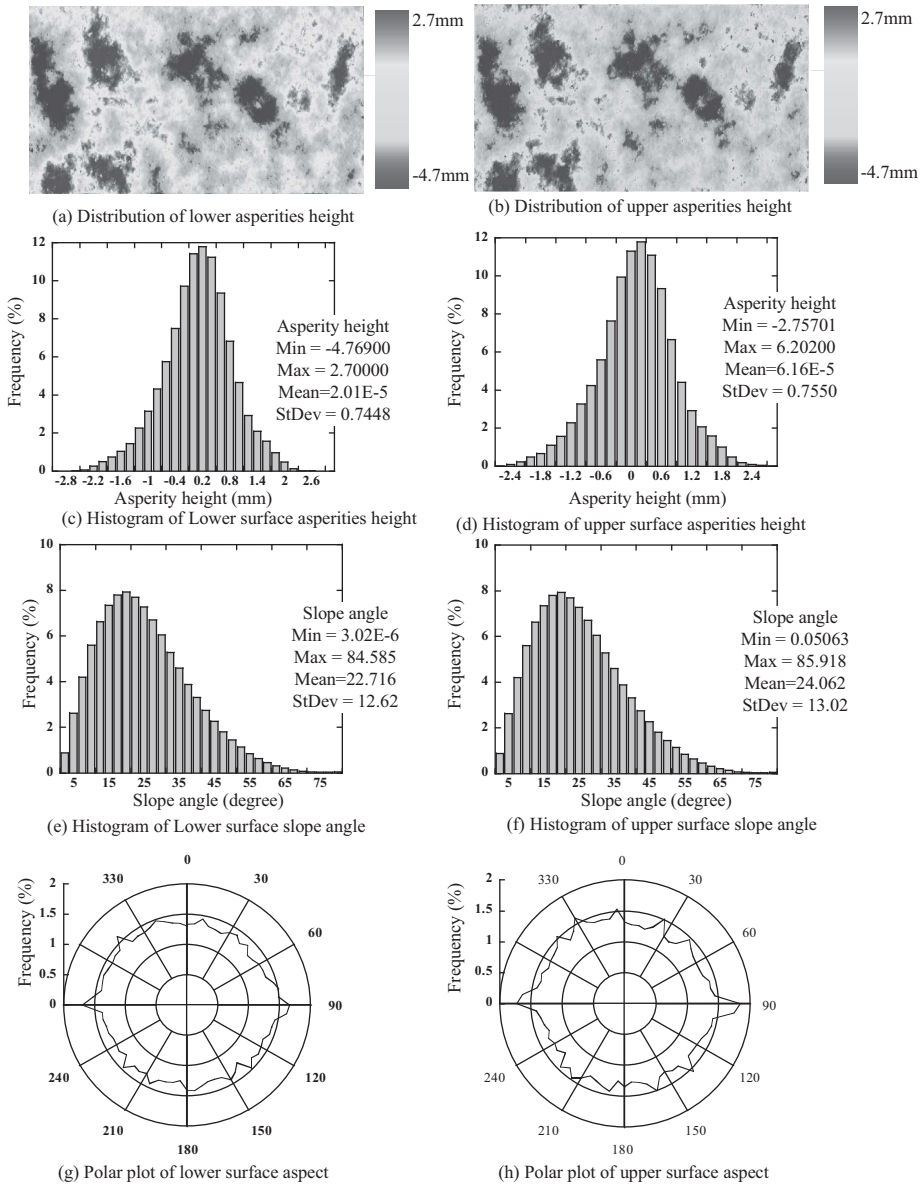 2.7mm
-4.7mm
(a) Distribution of lower asperities height
2.7mm
-4.7mm
(b) Distribution of upper asperities height
12
10
8
6
4
2
0
Frequency (%)
Asperity height
Min = -4.76900
Max = 2.70000
Mean=2.01E-5
StDev = 0.7448
-2.8 -2.2 -1.6 -1 -0.4 0.2 0.8 1.4 2 2.6
Asperity height (mm)
(c) Histogram of Lower surface asperities height
12
10
8
6
4
2
0
Frequency (%)
Asperity height
Min = -2.75701
Max = 6.20200
Mean=6.16E-5
StDev = 0.7550
-2.4 -1.8 -1.2 -0.6 0 0.6 1.2 1.8 2.4
Asperity height (mm)
(d) Histogram of upper surface asperities height
10
8
6
4
2
0
Frequency (%)
Slope angle
Min = 3.02E-6
Max = 84.585
Mean=22.716
StDev = 12.62
5 15 25 35 45 55 65 75
Slope angle (degree)
(e) Histogram of Lower surface slope angle
10
8
6
4
2
0
Frequency (%)
Slope angle
Min = 0.05063
Max = 85.918
Mean=24.062
StDev = 13.02
5 15 25 35 45 55 65 75
Slope angle (degree)
(f) Histogram of upper surface slope angle
2
1.5
1
0.5
0
Frequency (%)
0
30
60
90
120
150
180
210
240
330
(g) Polar plot of lower surface aspect
2
1.5
1
0.5
0
Frequency (%)
0
30
60
90
120
150
180
210
240
330
(h) Polar plot of upper surface aspect